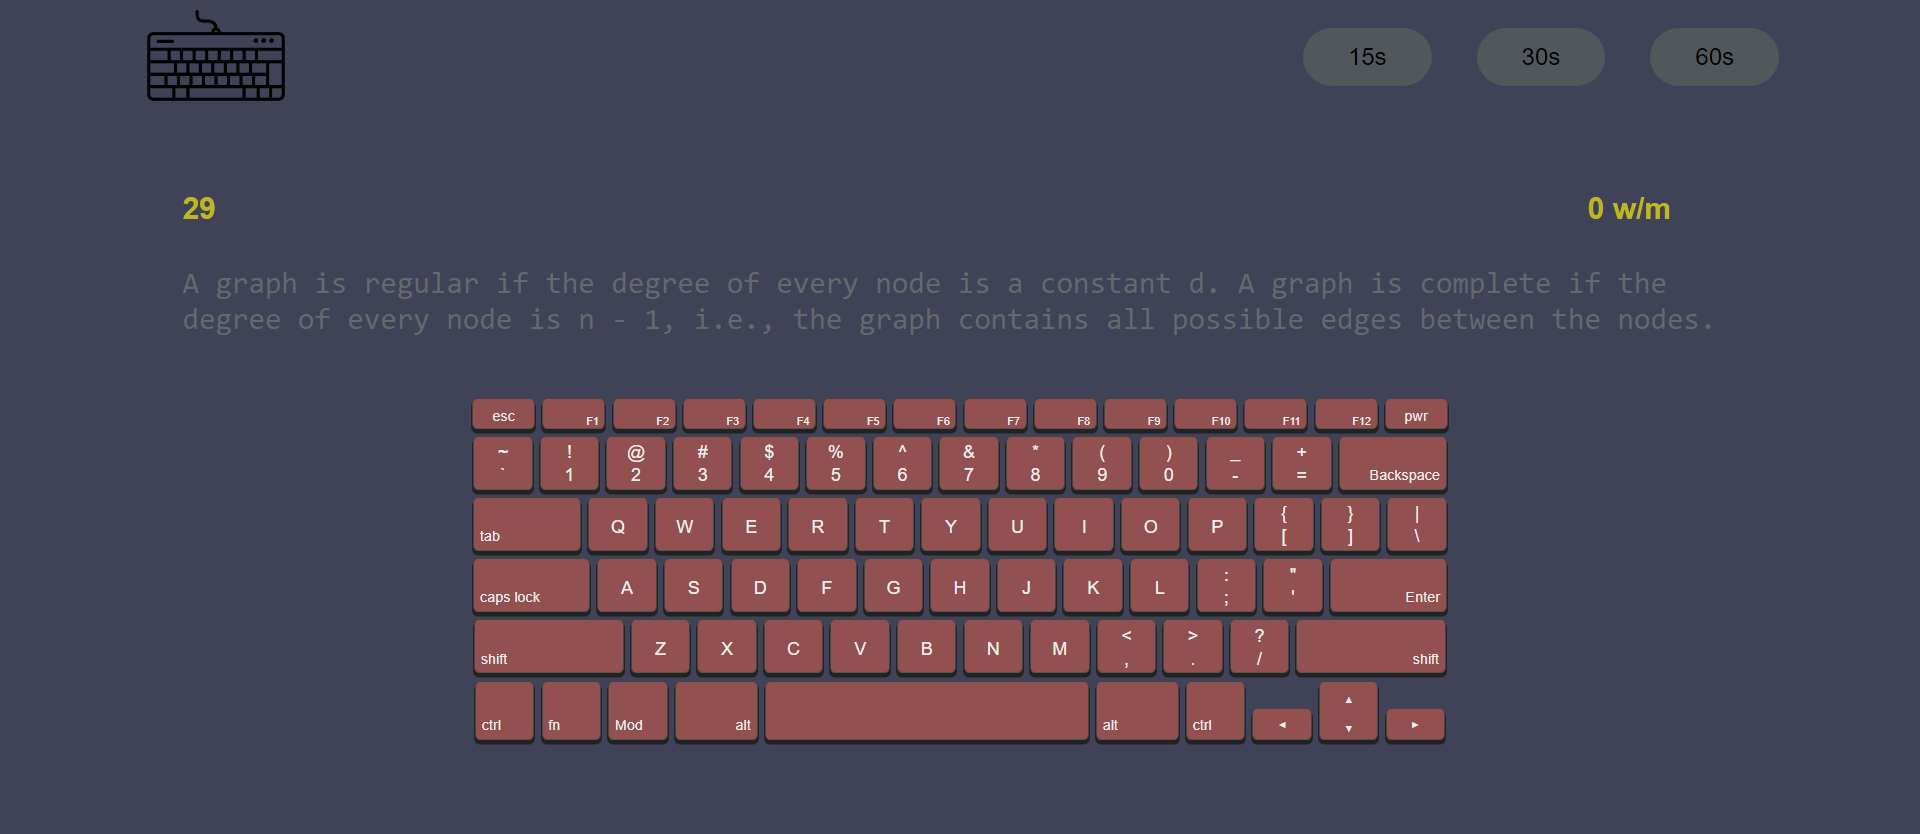 15s 30s 60s
29 0 w/m
A graph is regular if the degree of every node is a constant d. A graph is complete if the
degree of every node is n - 1, i.e., the graph contains all possible edges between the nodes.
esc F1 F2 F3 F4 F5 F6 F7 F8 F9 F10 F11 F12 pwr
~ ! @ # $ % ^ & * ( ) _ +
` 1 2 3 4 5 6 7 8 9 0 - = Backspace
tab Q W E R T Y U I O P { [ } ] | \
caps lock A S D F G H J K L : ; " ' Enter
shift Z X C V B N M < , > . ? / shift
ctrl fn Mod alt alt ctrl ◄ ▲ ▼ ►